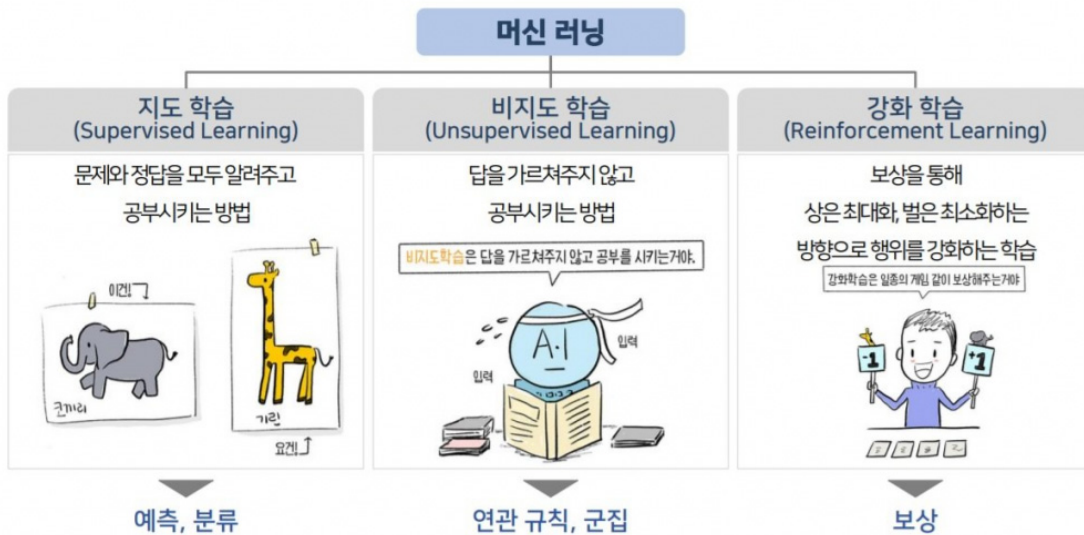 머신 러닝
지도 학습
(Supervised Learning)
문제와 정답을 모두 알려주고
공부시키는 방법
이건!
코끼리
기린
요건!
예측, 분류
비지도 학습
(Unsupervised Learning)
답을 가르쳐주지 않고
공부시키는 방법
비지도학습은 답을 가르쳐주지 않고 공부를 시키는거야.
A.I
입력
입력
연관 규칙, 군집
강화 학습
(Reinforcement Learning)
보상을 통해
상은 최대화, 벌은 최소화하는
방향으로 행위를 강화하는 학습
강화학습은 일종의 게임 같이 보상해주는거야
-1
+1
보상